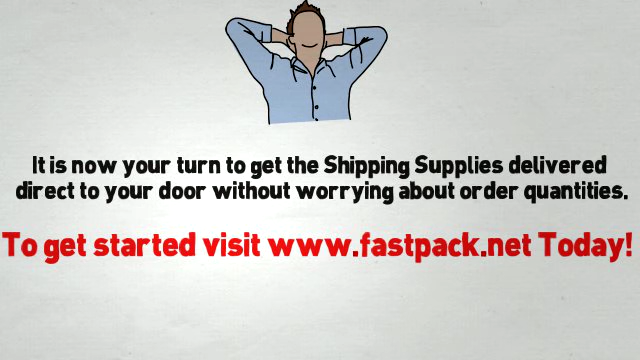 It is now your turn to get the Shipping Supplies delivered
direct to your door without worrying about order quantities.
To get started visit www.fastpack.net Today!